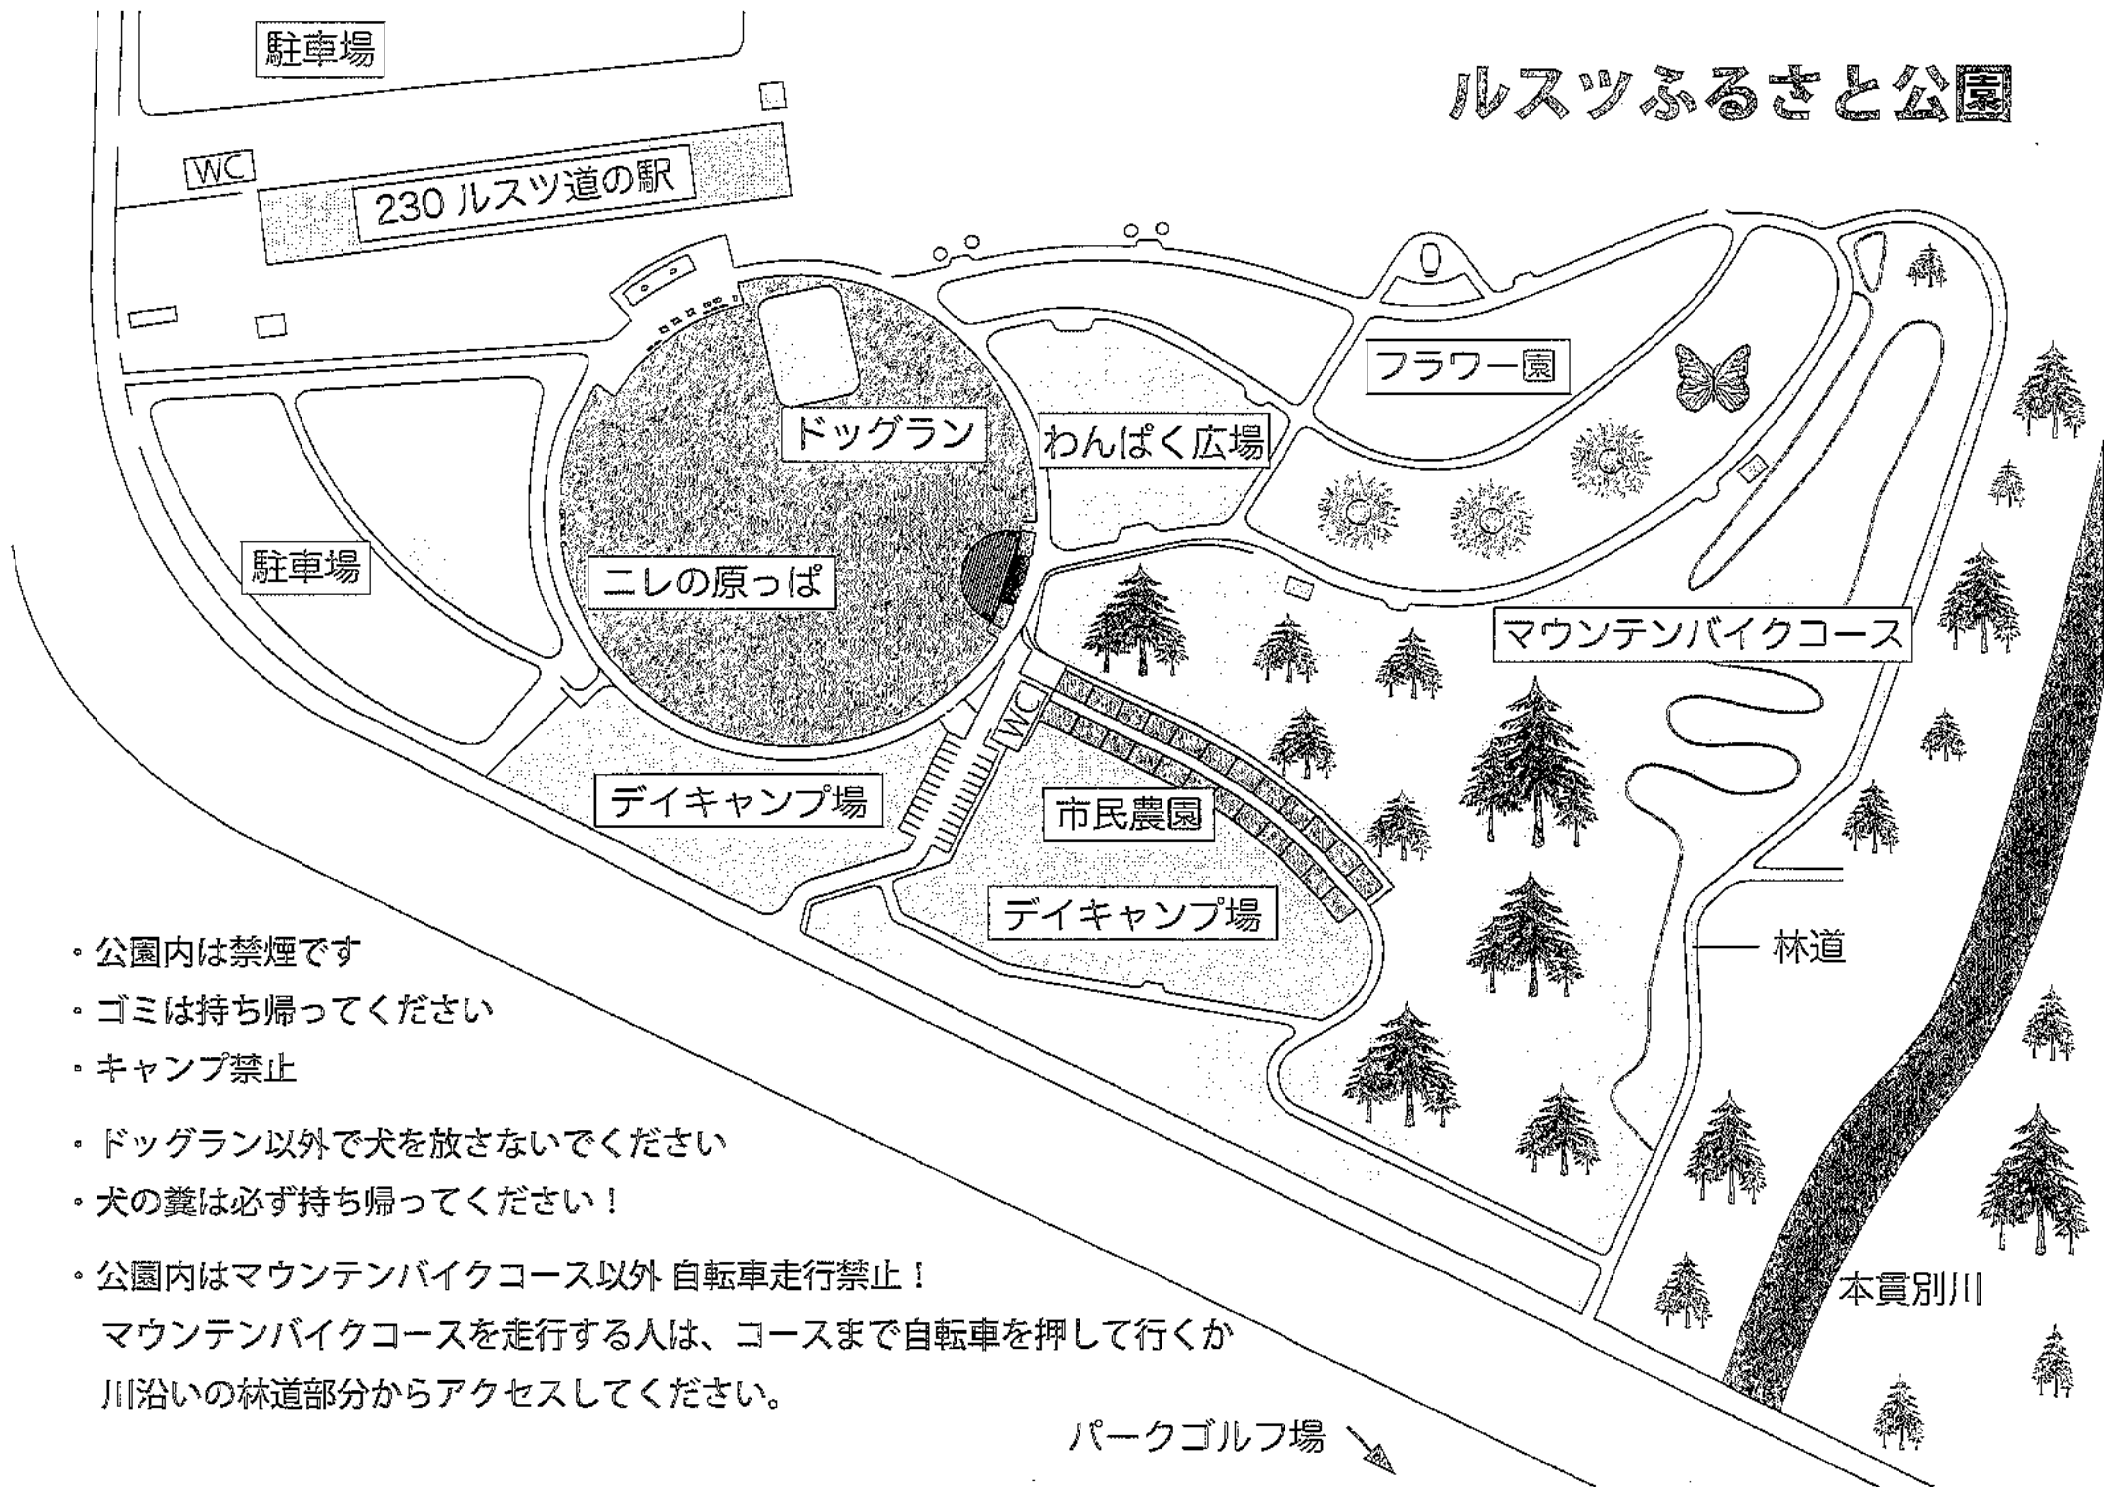 駐車場
ルスツふるさと公園
WC
230 ルスツ道の駅
フラワー園
ドッグラン
わんぱく広場
駐車場
ニレの原っぱ
マウンテンバイクコース
WC
デイキャンプ場
市民農園
デイキャンプ場
林道
・公園内は禁煙です
・ゴミは持ち帰ってください
・キャンプ禁止
・ドッグラン以外で犬を放さないでください
・犬の糞は必ず持ち帰ってください！
・公園内はマウンテンバイクコース以外 自転車走行禁止！
マウンテンバイクコースを走行する人は、コースまで自転車を押して行くか
川沿いの林道部分からアクセスしてください。
本貫別川
パークゴルフ場